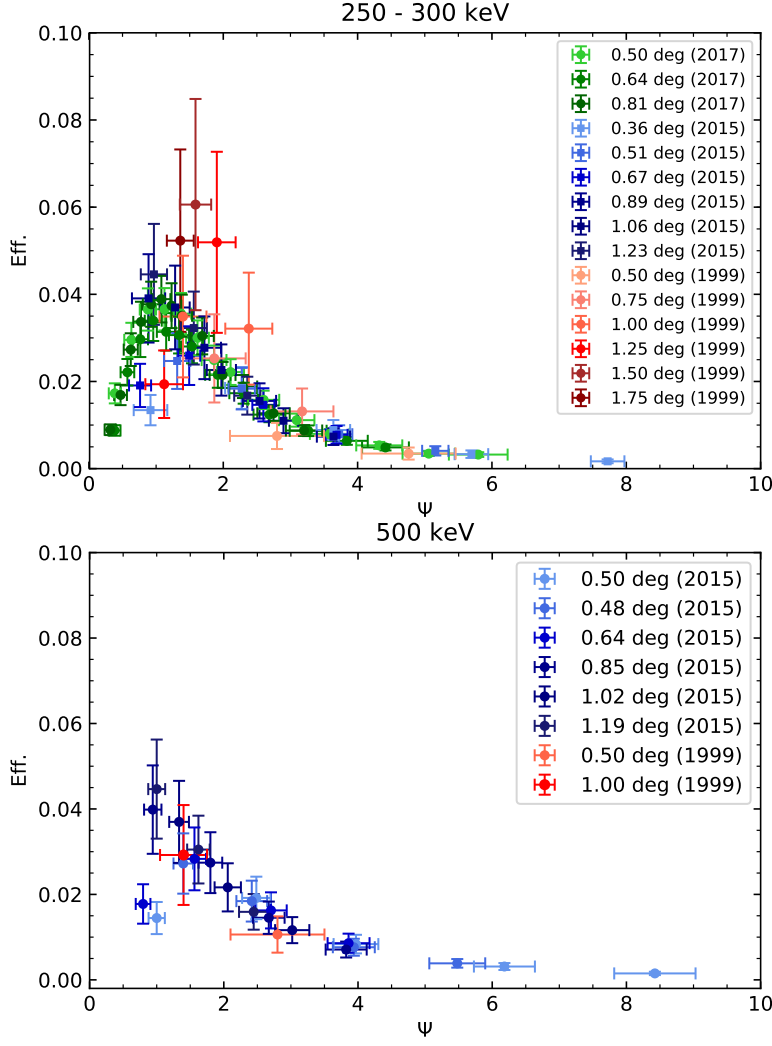 250 - 300 keV
0.10
0.08
0.06
0.04
0.02
0.00
Eff.
0.50 deg (2017)
0.64 deg (2017)
0.81 deg (2017)
0.36 deg (2015)
0.51 deg (2015)
0.67 deg (2015)
0.89 deg (2015)
1.06 deg (2015)
1.23 deg (2015)
0.50 deg (1999)
0.75 deg (1999)
1.00 deg (1999)
1.25 deg (1999)
1.50 deg (1999)
1.75 deg (1999)
0 2 4 6 8 10
Ψ
500 keV
0.10
0.08
0.06
0.04
0.02
0.00
Eff.
0.50 deg (2015)
0.48 deg (2015)
0.64 deg (2015)
0.85 deg (2015)
1.02 deg (2015)
1.19 deg (2015)
0.50 deg (1999)
1.00 deg (1999)
0 2 4 6 8 10
Ψ